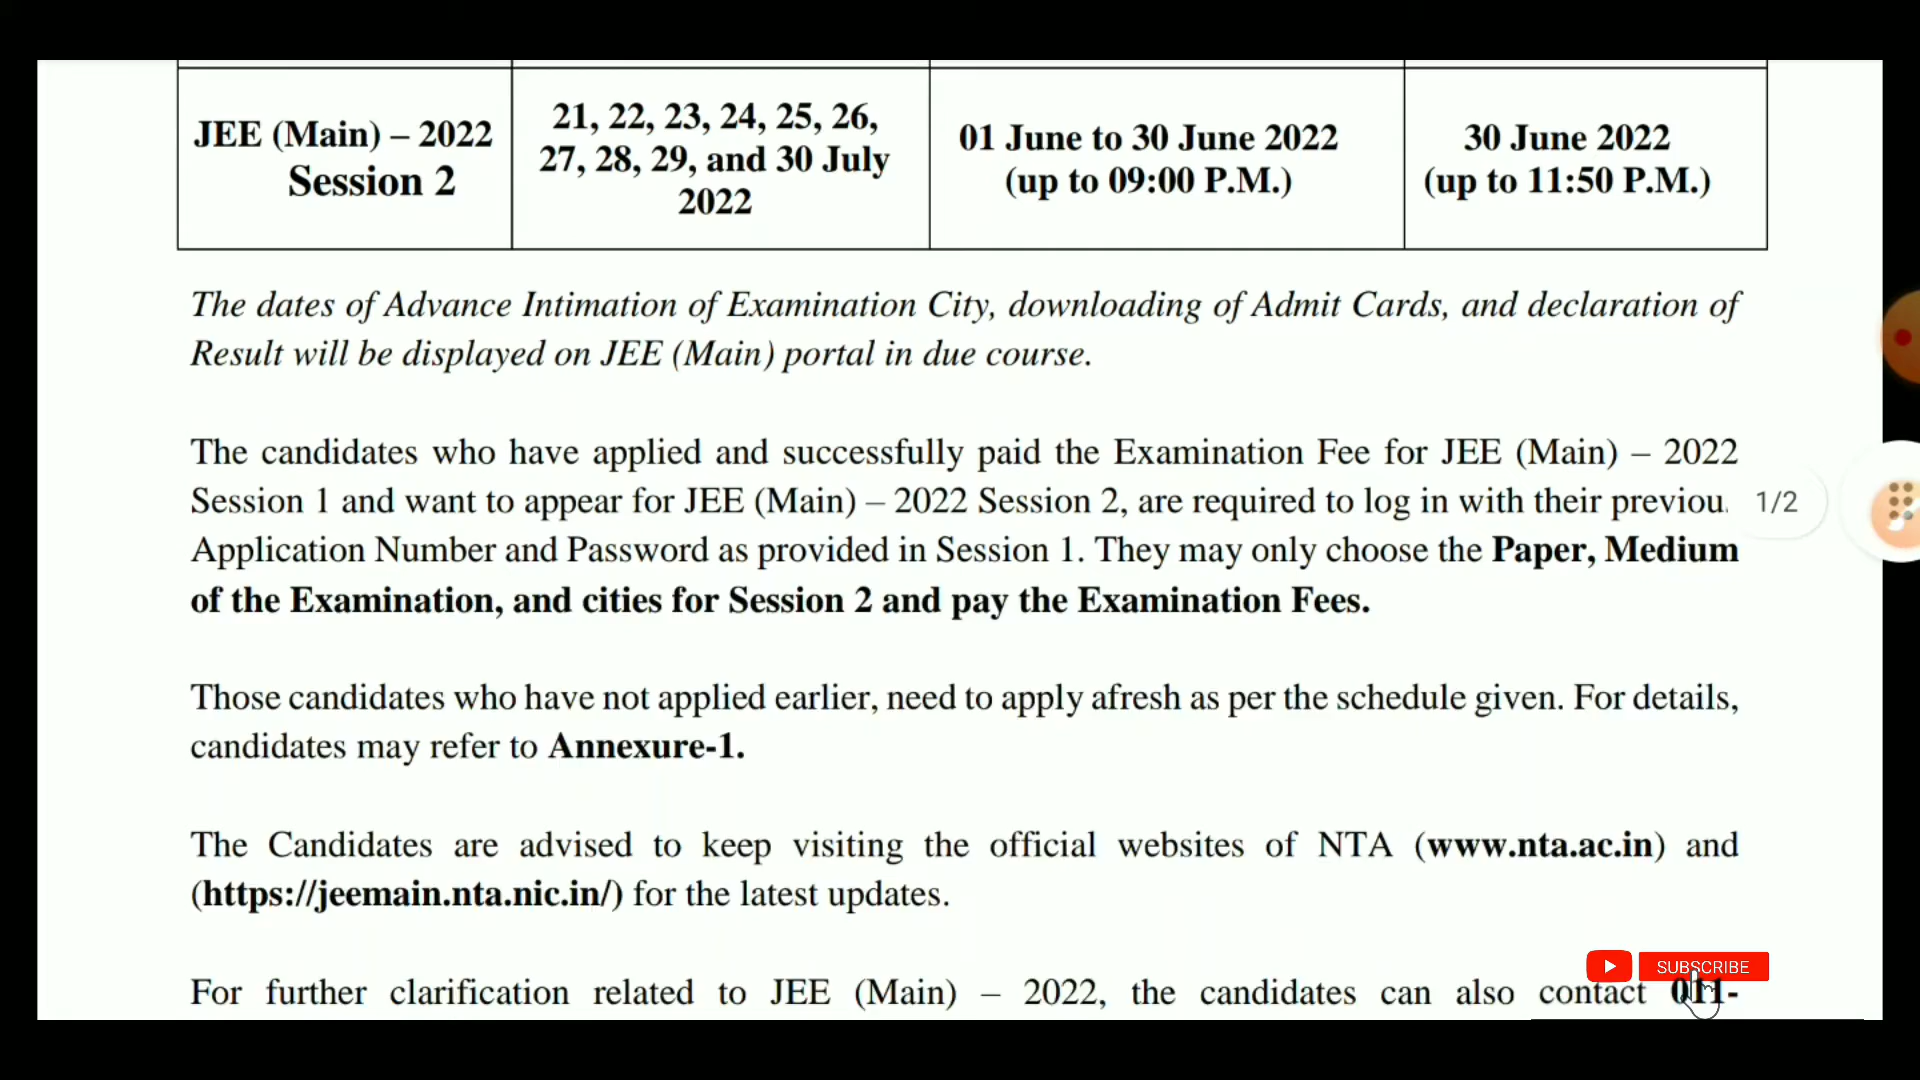 JEE (Main) – 2022
Session 2
21, 22, 23, 24, 25, 26,
27, 28, 29, and 30 July
2022
01 June to 30 June 2022
(up to 09:00 P.M.)
30 June 2022
(up to 11:50 P.M.)
The dates of Advance Intimation of Examination City, downloading of Admit Cards, and declaration of
Result will be displayed on JEE (Main) portal in due course.
The candidates who have applied and successfully paid the Examination Fee for JEE (Main) – 2022
Session 1 and want to appear for JEE (Main) – 2022 Session 2, are required to log in with their previou
1/2
Application Number and Password as provided in Session 1. They may only choose the Paper, Medium
of the Examination, and cities for Session 2 and pay the Examination Fees.
Those candidates who have not applied earlier, need to apply afresh as per the schedule given. For details,
candidates may refer to Annexure-1.
The Candidates are advised to keep visiting the official websites of NTA (www.nta.ac.in) and
(https://jeemain.nta.nic.in/) for the latest updates.
SUBSCRIBE
For further clarification related to JEE (Main) – 2022, the candidates can also contact 011-